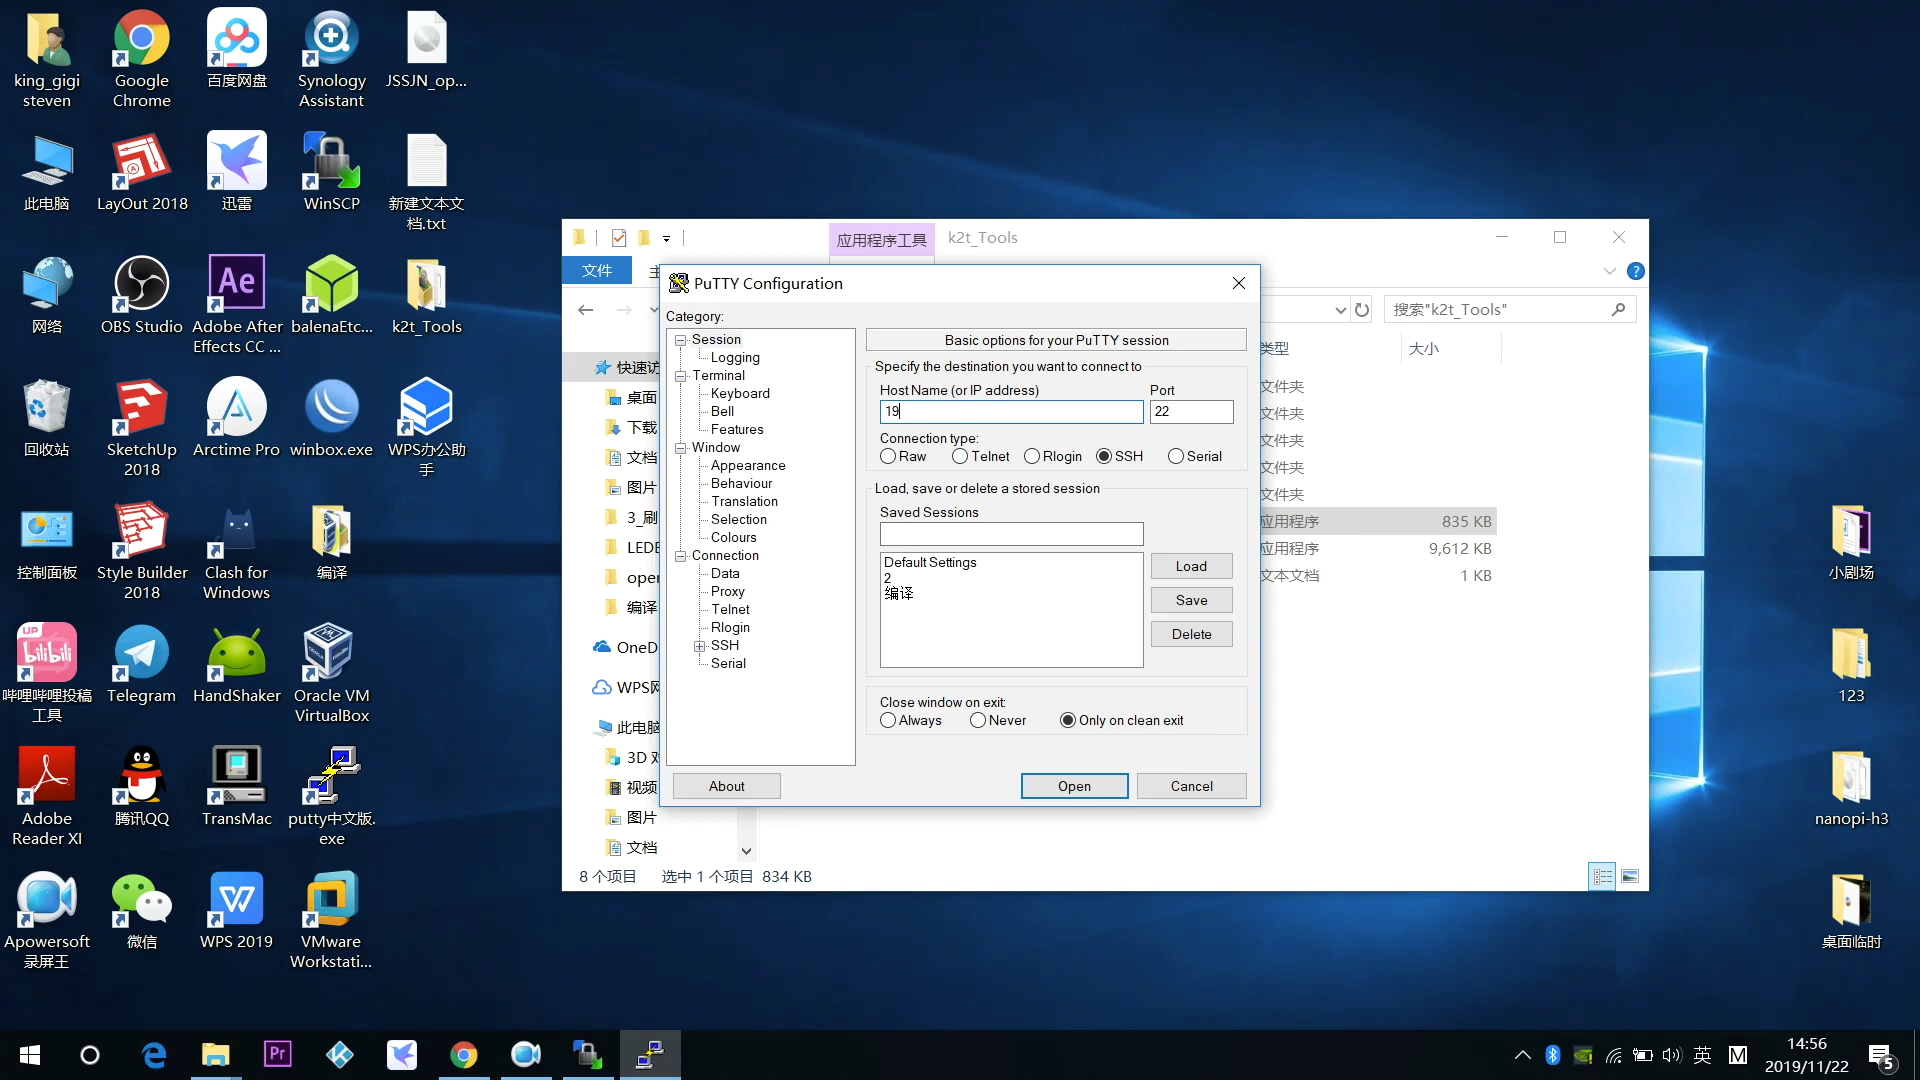 king_gigi
steven
Google
Chrome
百度网盘
Synology
Assistant
JSSJN_op...
此电脑
LayOut 2018
迅雷
WinSCP
新建文本文
档.txt
网络
OBS Studio
Ae
Adobe After
Effects CC ...
balenaEtc...
k2t_Tools
回收站
SketchUp
2018
Arctime Pro
winbox.exe
WPS办公助
手
控制面板
Style Builder
2018
Clash for
Windows
编译
UP
bilibili
哔哩哔哩投稿
工具
Telegram
HandShaker
Oracle VM
VirtualBox
Adobe
Reader XI
腾讯QQ
TransMac
putty中文版.
exe
Apowersoft
录屏王
微信
WPS 2019
VMware
Workstati...
小剧场
123
nanopi-h3
桌面临时
应用程序工具
k2t_Tools
文件
主
搜索"k2t_Tools"
类型
大小
快速访
桌面
下载
文档
图片
3_刷
LEDE
open
编译
OneD
WPS网
此电脑
3D 对
视频
图片
文档
文件夹
文件夹
文件夹
文件夹
文件夹
应用程序
835 KB
应用程序
9,612 KB
文本文档
1 KB
8 个项目
选中 1 个项目 834 KB
PuTTY Configuration
Category:
Session
Logging
Terminal
Keyboard
Bell
Features
Window
Appearance
Behaviour
Translation
Selection
Colours
Connection
Data
Proxy
Telnet
Rlogin
SSH
Serial
Basic options for your PuTTY session
Specify the destination you want to connect to
Host Name (or IP address)
Port
19
22
Connection type:
Raw
Telnet
Rlogin
SSH
Serial
Load, save or delete a stored session
Saved Sessions
Default Settings
2
编译
Load
Save
Delete
Close window on exit:
Always
Never
Only on clean exit
About
Open
Cancel
Pr
英
M
14:56
2019/11/22
5